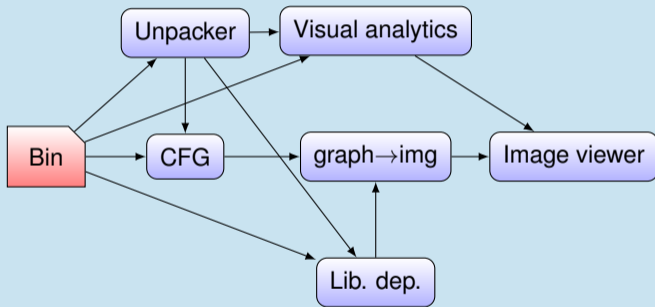 Unpacker
Visual analytics
Bin
CFG
graph→img
Image viewer
Lib. dep.